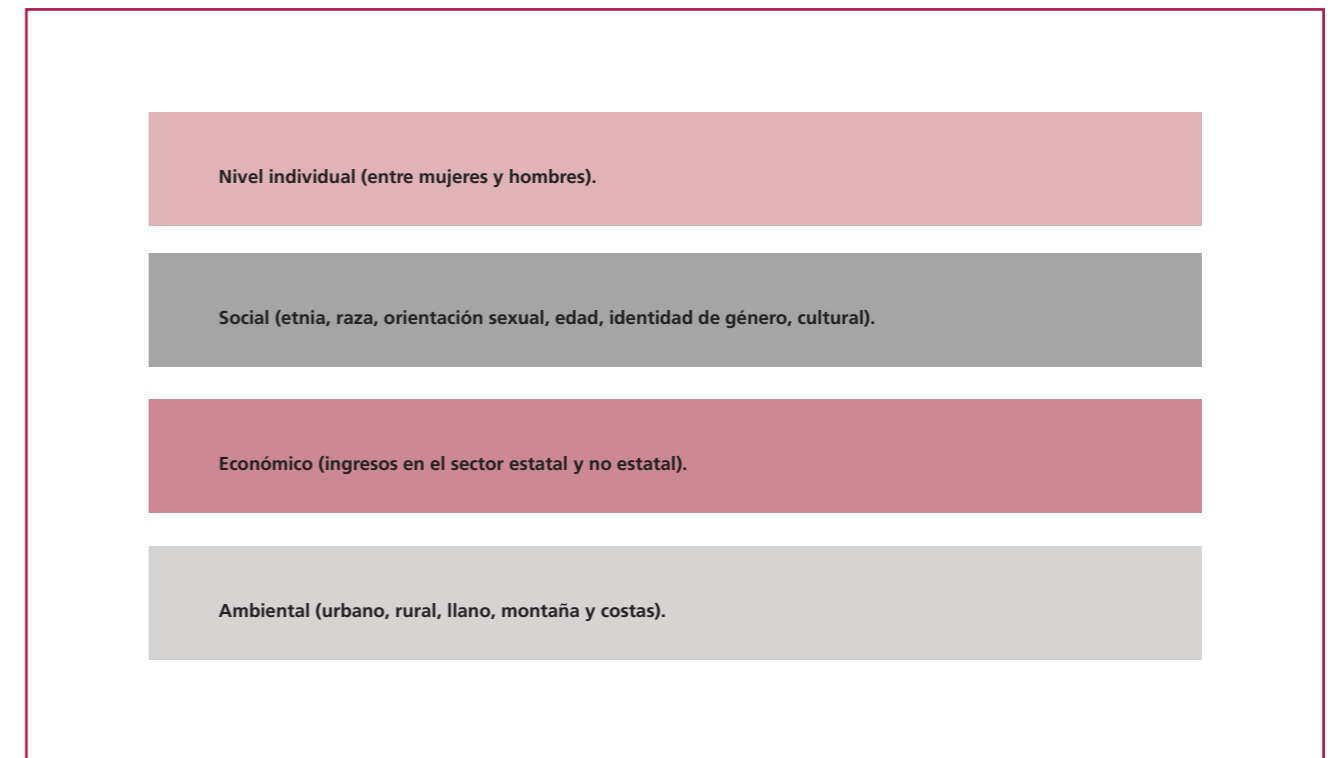 Nivel individual (entre mujeres y hombres).
Social (etnia, raza, orientación sexual, edad, identidad de género, cultural).
Económico (ingresos en el sector estatal y no estatal).
Ambiental (urbano, rural, llano, montaña y costas).